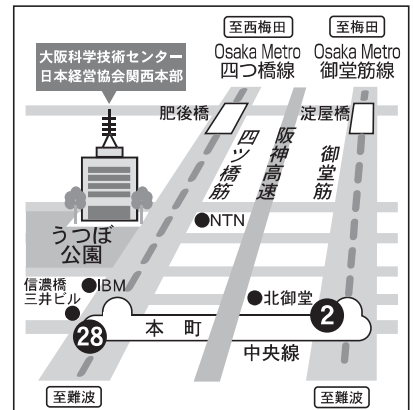 至西梅田
至梅田
Osaka Metro
四つ橋線
Osaka Metro
御堂筋線
大阪科学技術センター
日本経営協会関西本部
肥後橋
淀屋橋
四ツ橋筋
阪神高速
御堂筋
NTN
うつぼ
公園
信濃橋
三井ビル
IBM
北御堂
2
28
本町
中央線
至難波
至難波